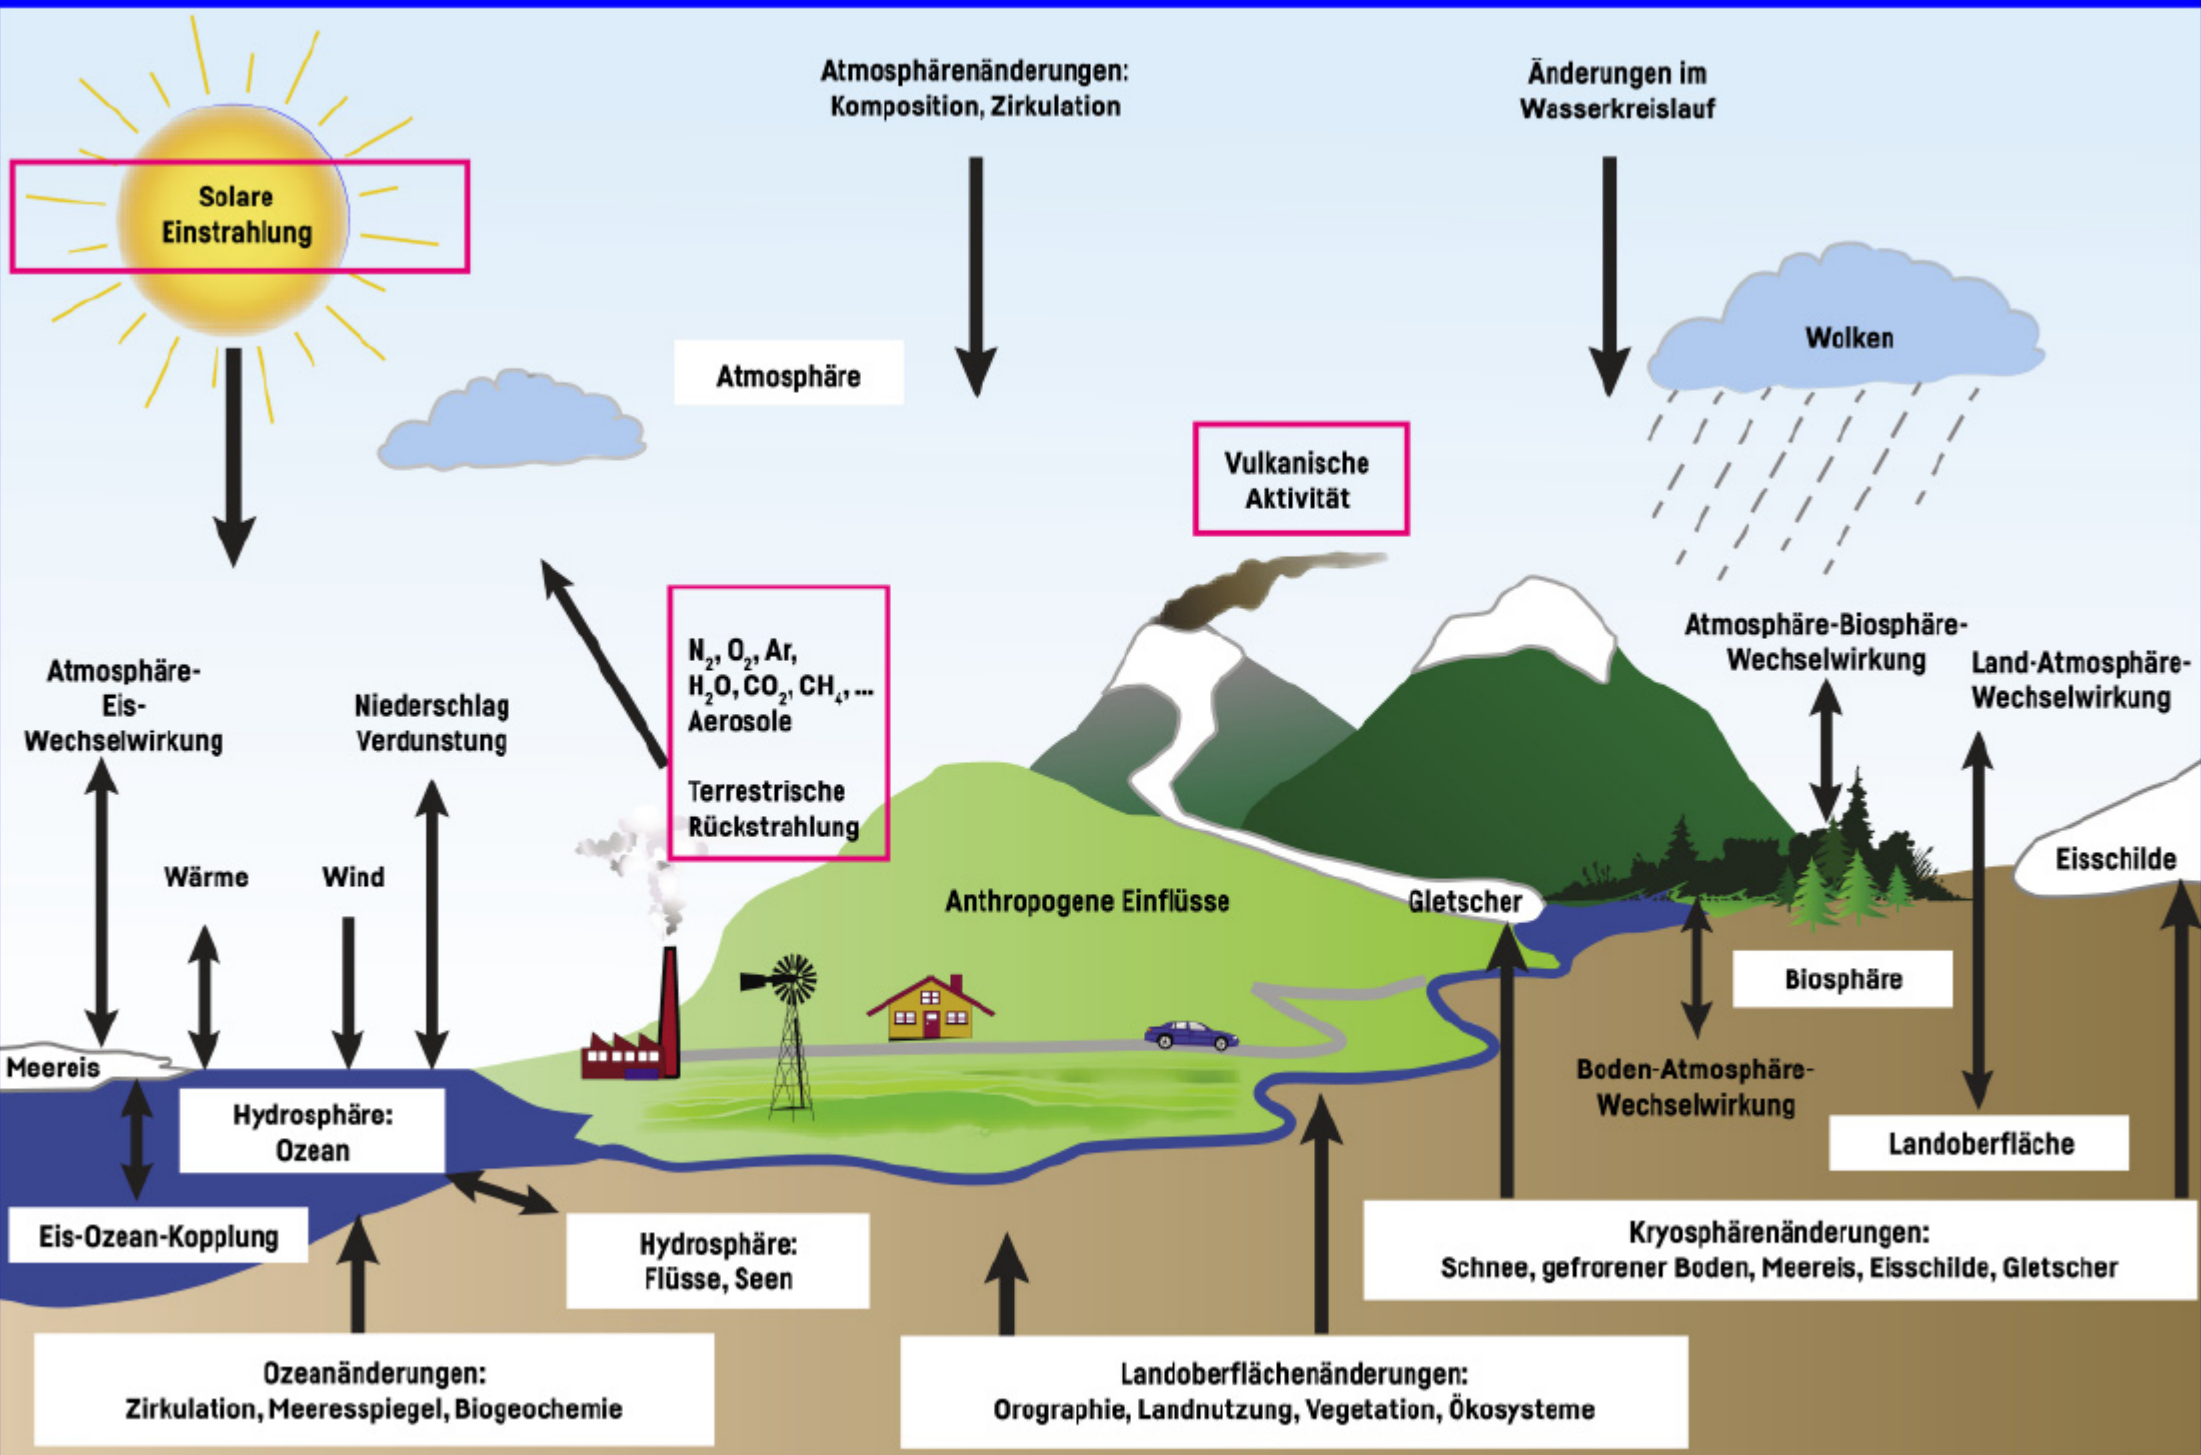 Atmosphärenänderungen:
Komposition, Zirkulation
Änderungen im
Wasserkreislauf
Solare
Einstrahlung
Wolken
Atmosphäre
Vulkanische
Aktivität
N₂, O₂, Ar,
H₂O, CO₂, CH₄, ...
Aerosole
Terrestrische
Rückstrahlung
Atmosphäre-
Eis-
Wechselwirkung
Niederschlag
Verdunstung
Atmosphäre-Biosphäre-
Wechselwirkung
Land-Atmosphäre-
Wechselwirkung
Wärme
Wind
Anthropogene Einflüsse
Gletscher
Eisschilde
Biosphäre
Meereis
Hydrosphäre:
Ozean
Boden-Atmosphäre-
Wechselwirkung
Landoberfläche
Eis-Ozean-Kopplung
Hydrosphäre:
Flüsse, Seen
Kryosphärenänderungen:
Schnee, gefrorener Boden, Meereis, Eisschilde, Gletscher
Ozeanänderungen:
Zirkulation, Meeresspiegel, Biogeochemie
Landoberflächenänderungen:
Orographie, Landnutzung, Vegetation, Ökosysteme